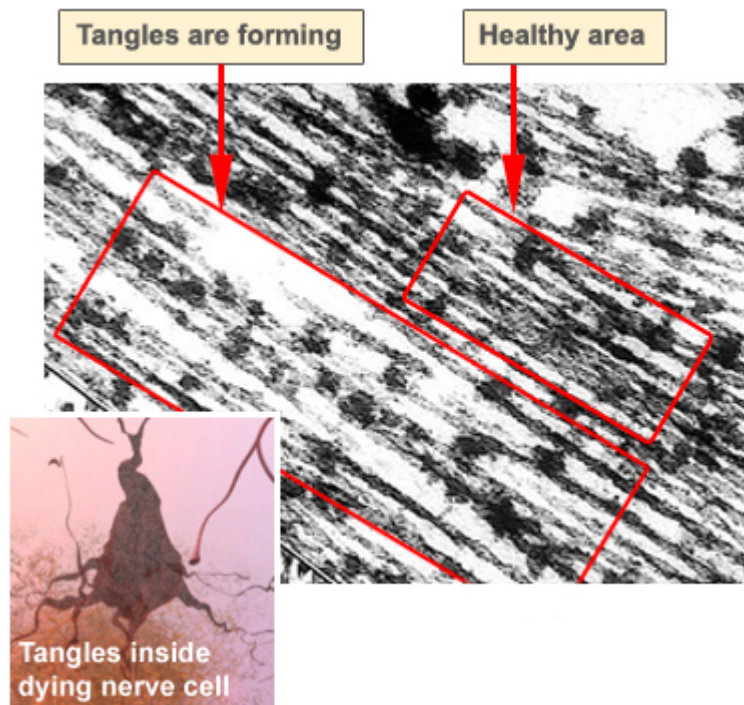 Tangles are forming
Healthy area
Tangles inside
dying nerve cell